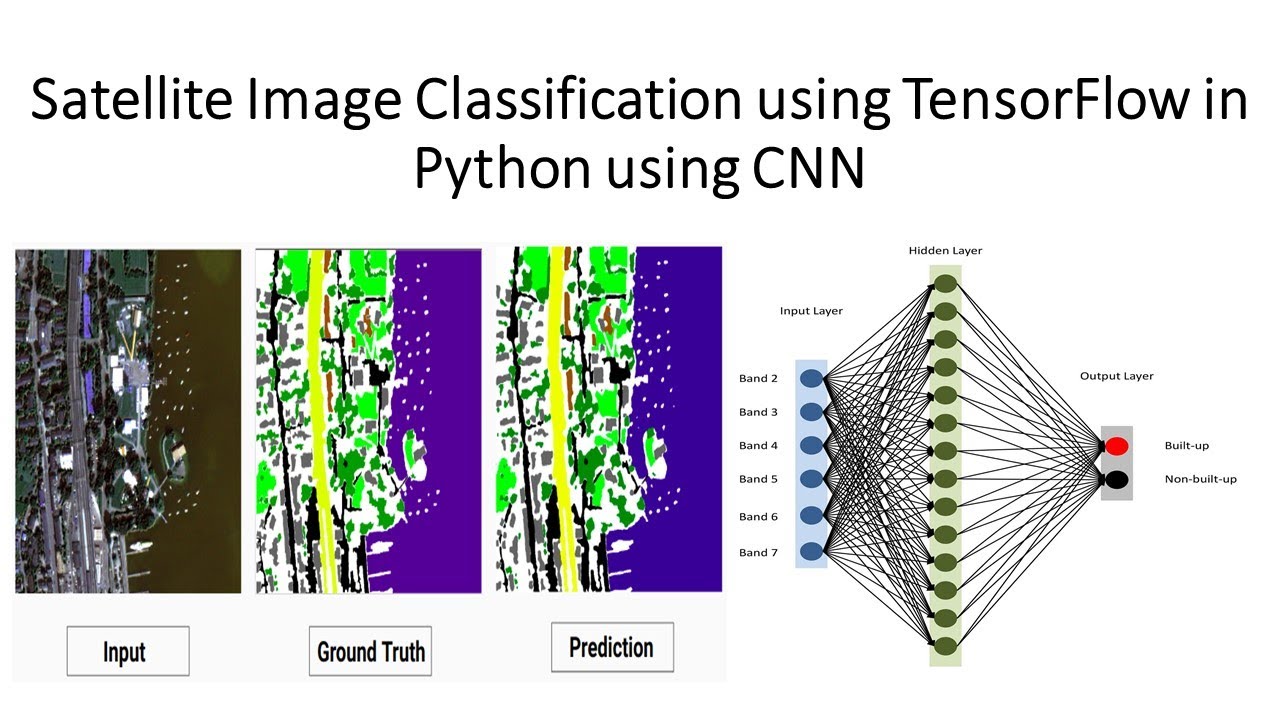 Satellite Image Classification using TensorFlow in
Python using CNN
Input
Ground Truth
Prediction
Hidden Layer
Input Layer
Output Layer
Band 2
Band 3
Band 4
Band 5
Band 6
Band 7
Built-up
Non-built-up